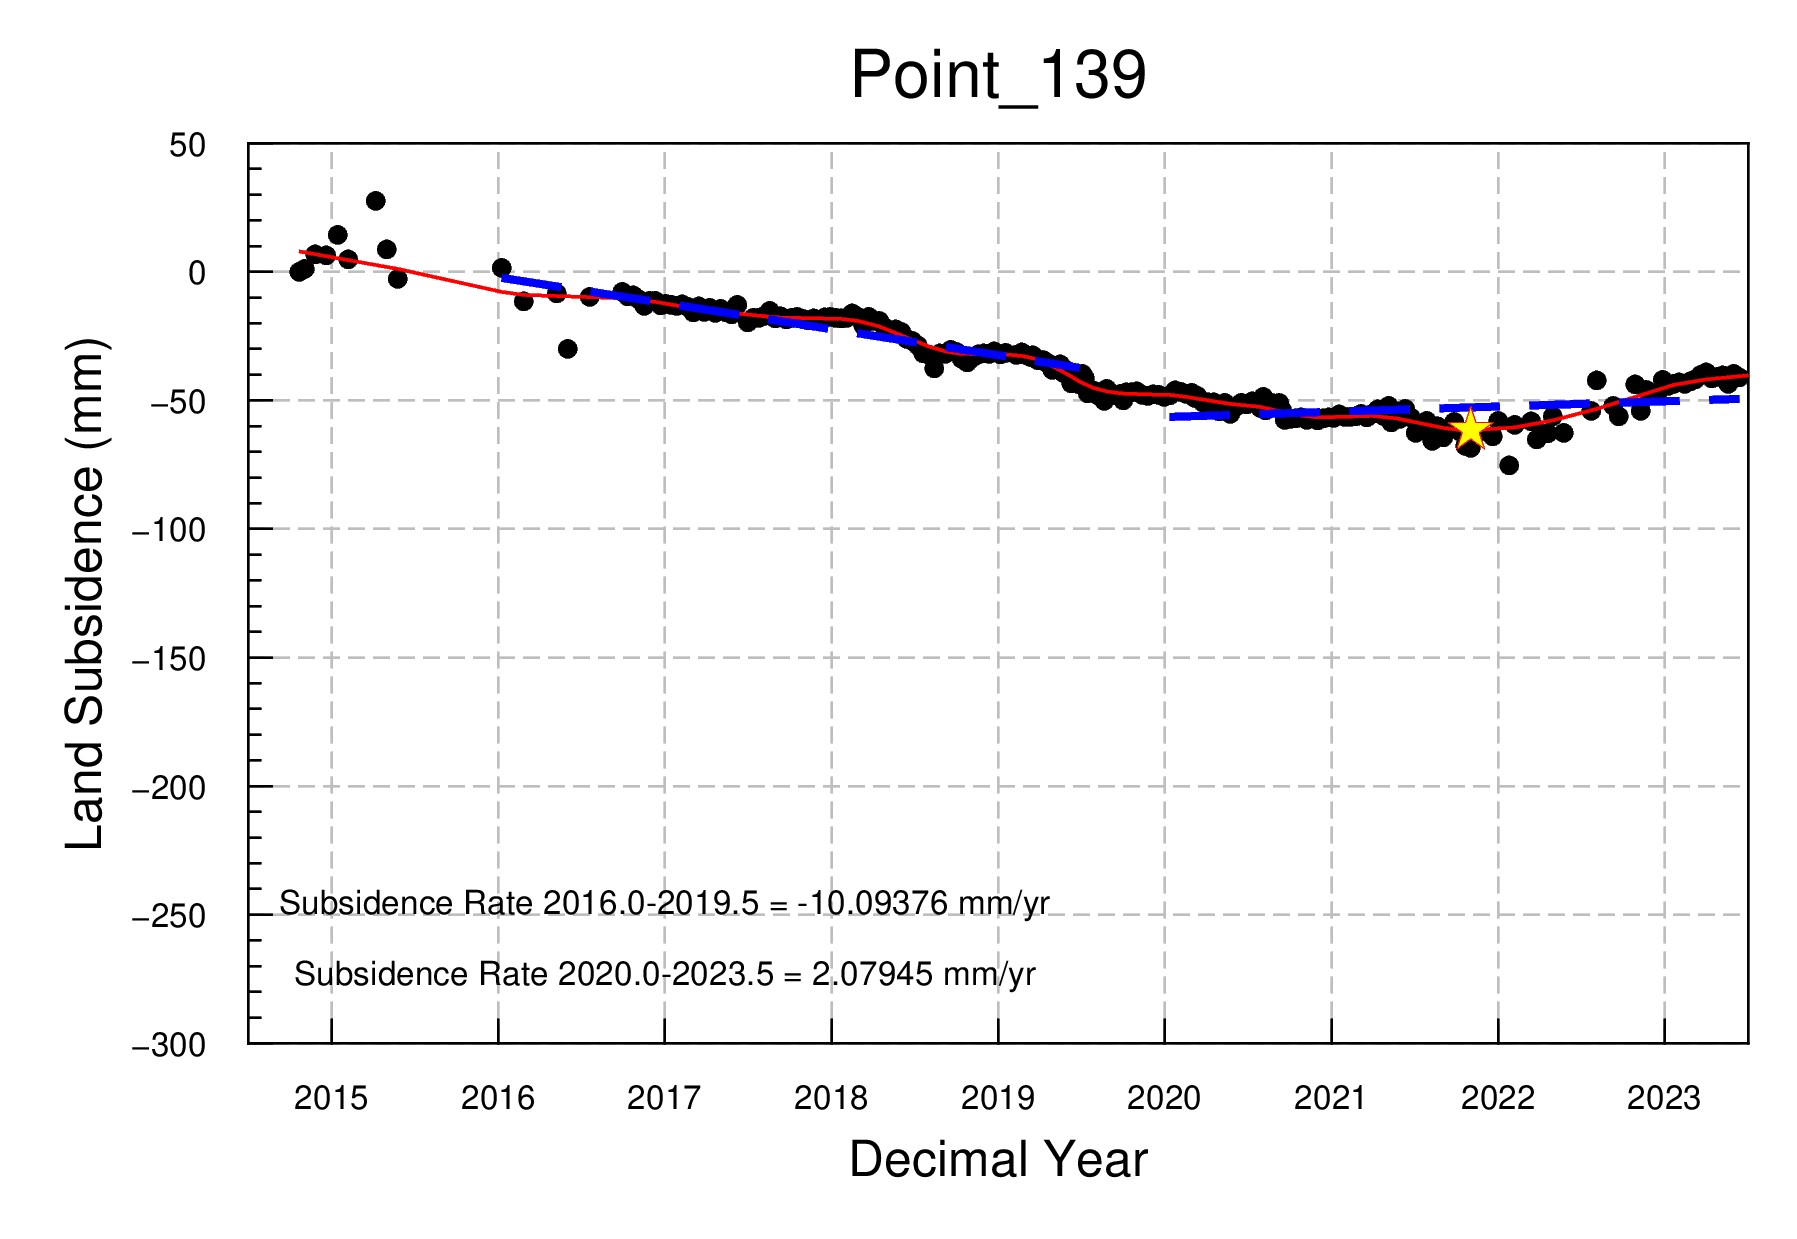 Point_139
50
0
−50
−100
−150
−200
−250
−300
Land Subsidence (mm)
Subsidence Rate 2016.0-2019.5 = -10.09376 mm/yr
Subsidence Rate 2020.0-2023.5 = 2.07945 mm/yr
2015 2016 2017 2018 2019 2020 2021 2022 2023
Decimal Year